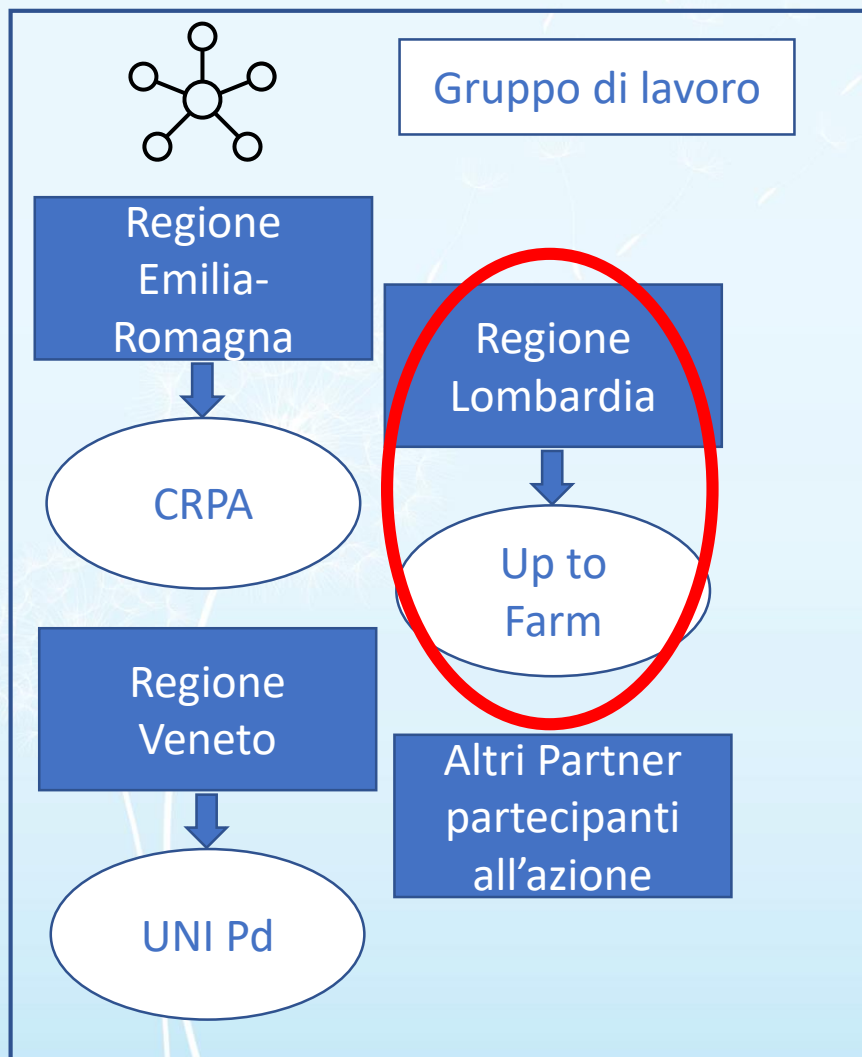 Gruppo di lavoro
Regione
Emilia-
Romagna
CRPA
Regione
Lombardia
Up to
Farm
Regione
Veneto
UNI Pd
Altri Partner
partecipanti
all’azione